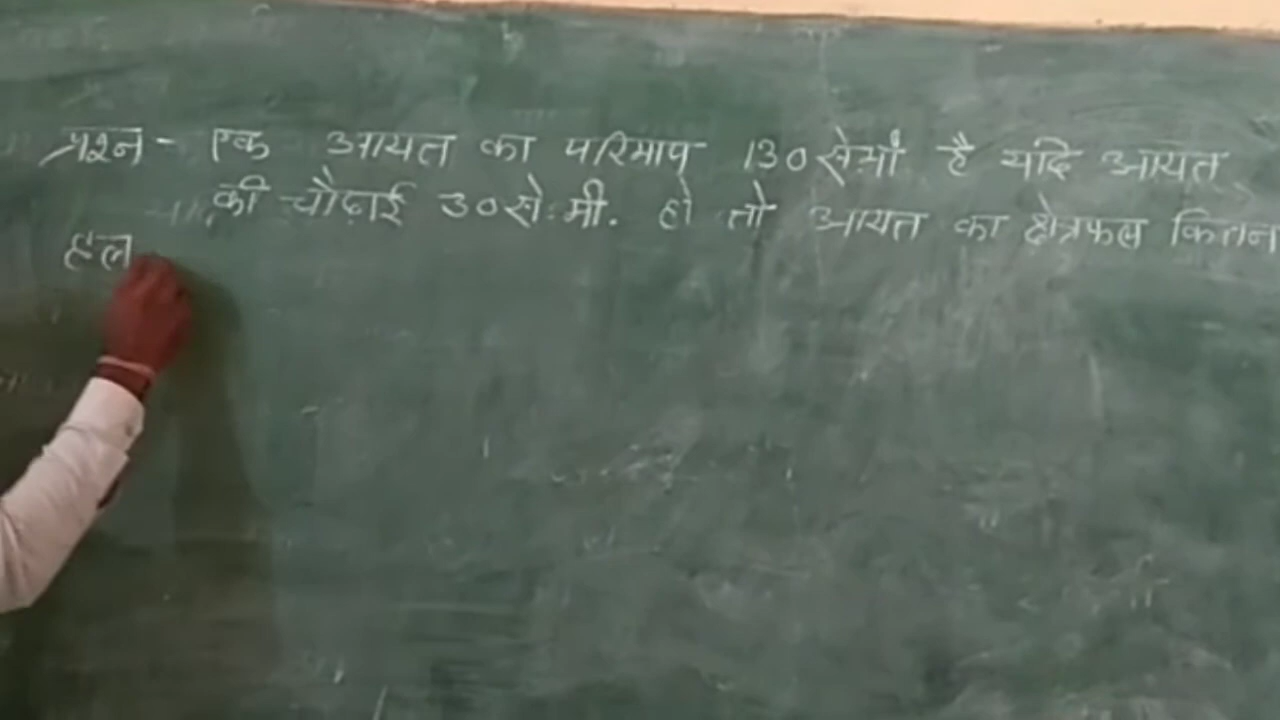 प्रश्न - एक आयत का परिमाप 130 से.मी है यदि आयत
की चौड़ाई 30 से.मी. हो तो आयत का क्षेत्रफल कितन
हल